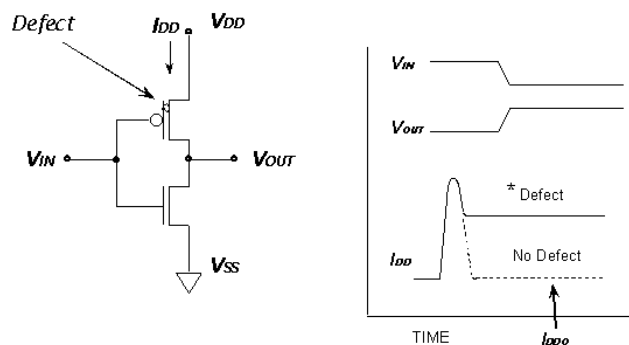 Defect
IDD
VDD
VIN
VOUT
VSS
VIN
VOUT
* Defect
No Defect
IDD
TIME
IDDQ